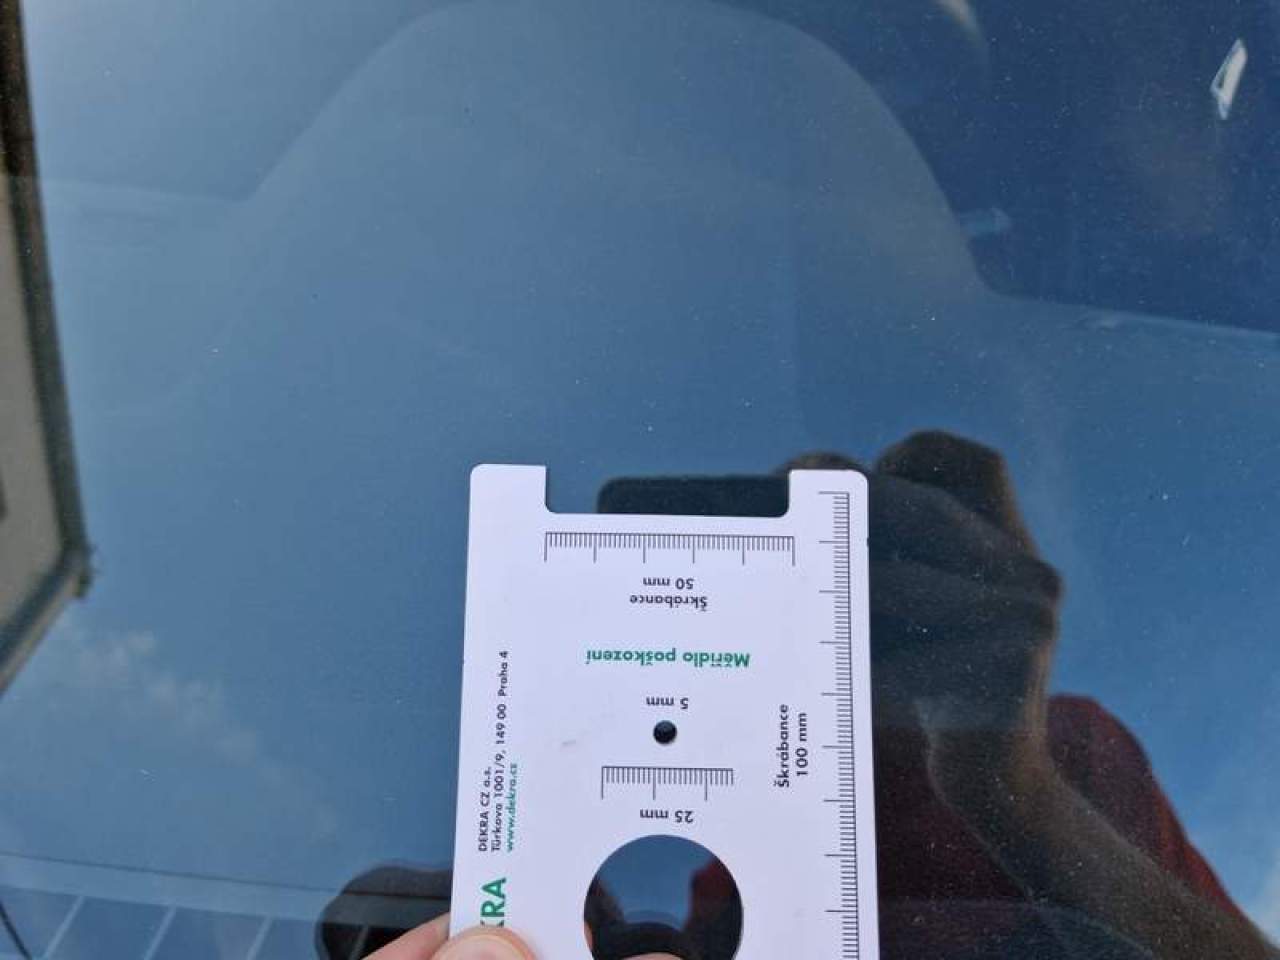 50 mm
Škrábance
Měřidlo poškození
5 mm
25 mm
Škrábance
100 mm
DEKRA CZ a.s.
Türkova 1001/9, 149 00 Praha 4
www.dekra.cz
KRA